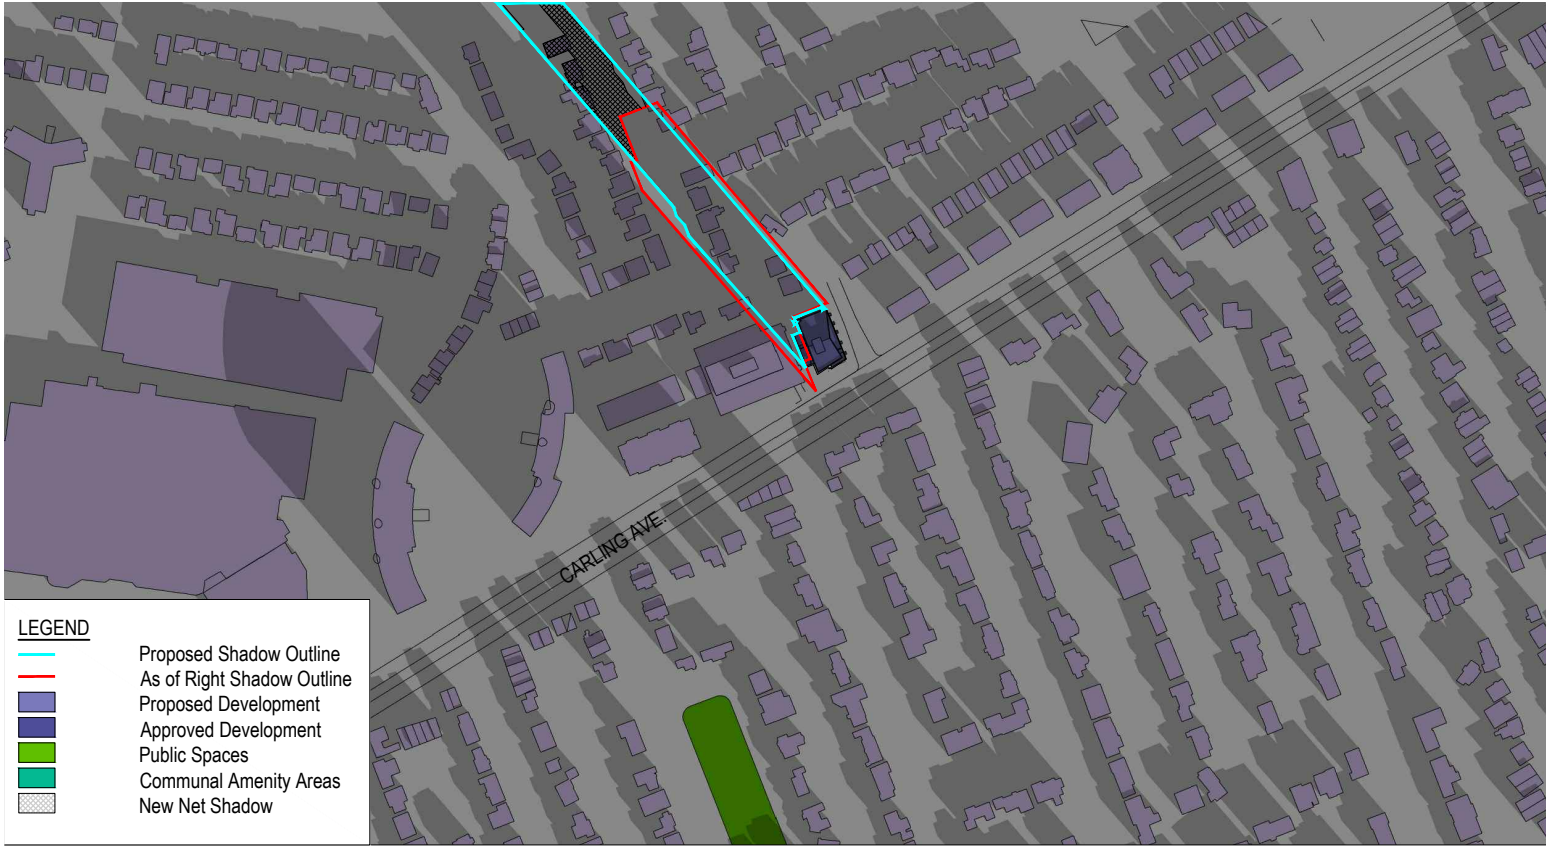 CARLING AVE.
LEGEND
Proposed Shadow Outline
As of Right Shadow Outline
Proposed Development
Approved Development
Public Spaces
Communal Amenity Areas
New Net Shadow